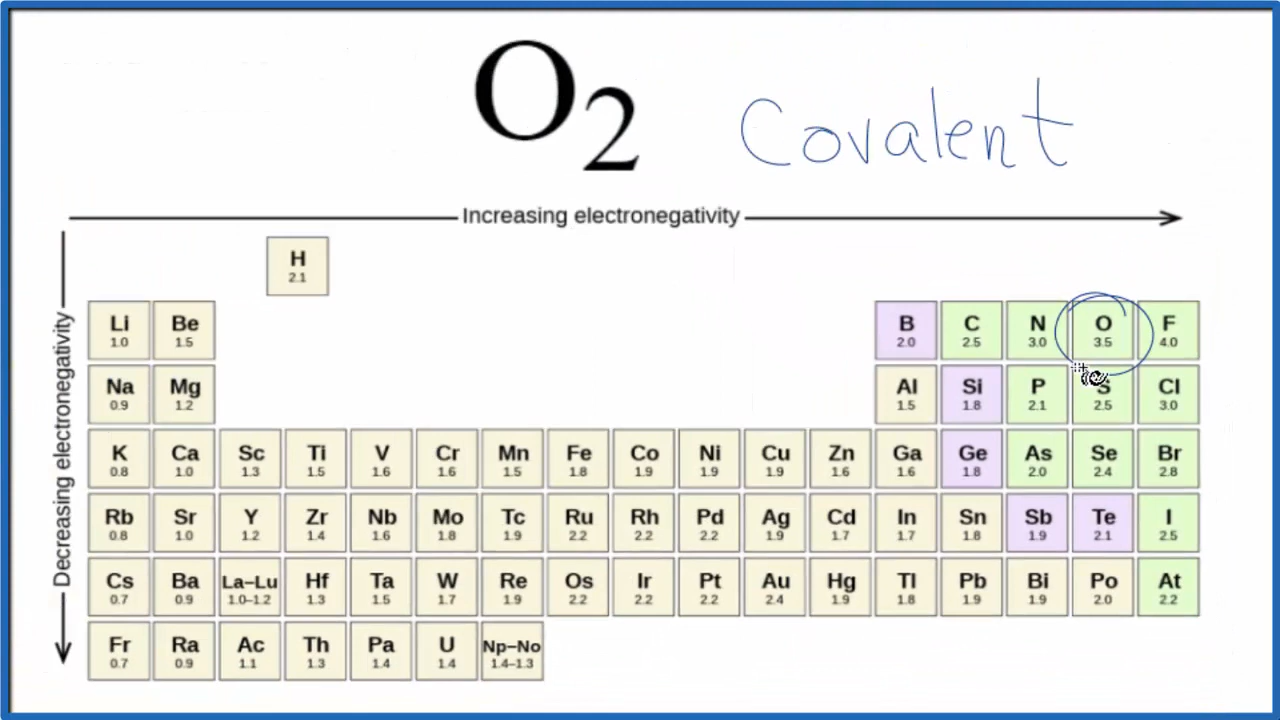 O2 Covalent
Increasing electronegativity
Decreasing electronegativity
H
2.1
Li Be B C N O F
1.0 1.5 2.0 2.5 3.0 3.5 4.0
Na Mg Al Si P S Cl
0.9 1.2 1.5 1.8 2.1 2.5 3.0
K Ca Sc Ti V Cr Mn Fe Co Ni Cu Zn Ga Ge As Se Br
0.8 1.0 1.3 1.5 1.6 1.6 1.5 1.8 1.9 1.9 1.9 1.6 1.6 1.8 2.0 2.4 2.8
Rb Sr Y Zr Nb Mo Tc Ru Rh Pd Ag Cd In Sn Sb Te I
0.8 1.0 1.2 1.4 1.6 1.8 1.9 2.2 2.2 2.2 1.9 1.7 1.7 1.8 1.9 2.1 2.5
Cs Ba La–Lu Hf Ta W Re Os Ir Pt Au Hg Tl Pb Bi Po At
0.7 0.9 1.0–1.2 1.3 1.5 1.7 1.9 2.2 2.2 2.2 2.4 1.9 1.8 1.9 1.9 2.0 2.2
Fr Ra Ac Th Pa U Np–No
0.7 0.9 1.1 1.3 1.4 1.4 1.4–1.3